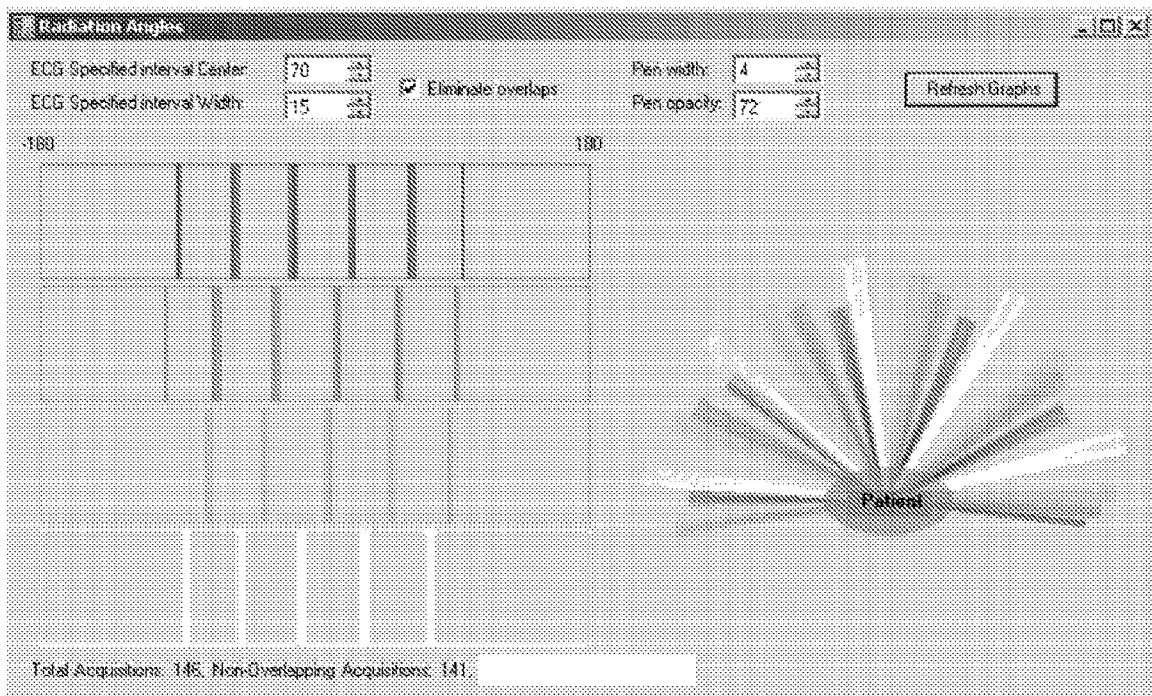 Radiation Angles
ECG Specified interval Center: 70
ECG Specified interval Width: 15
Eliminate overlaps
Pen width: 4
Pen opacity: 72
Refresh Graphs
-180
180
Patient
Total Acquisitions: 146, Non-Overlapping Acquisitions: 141,